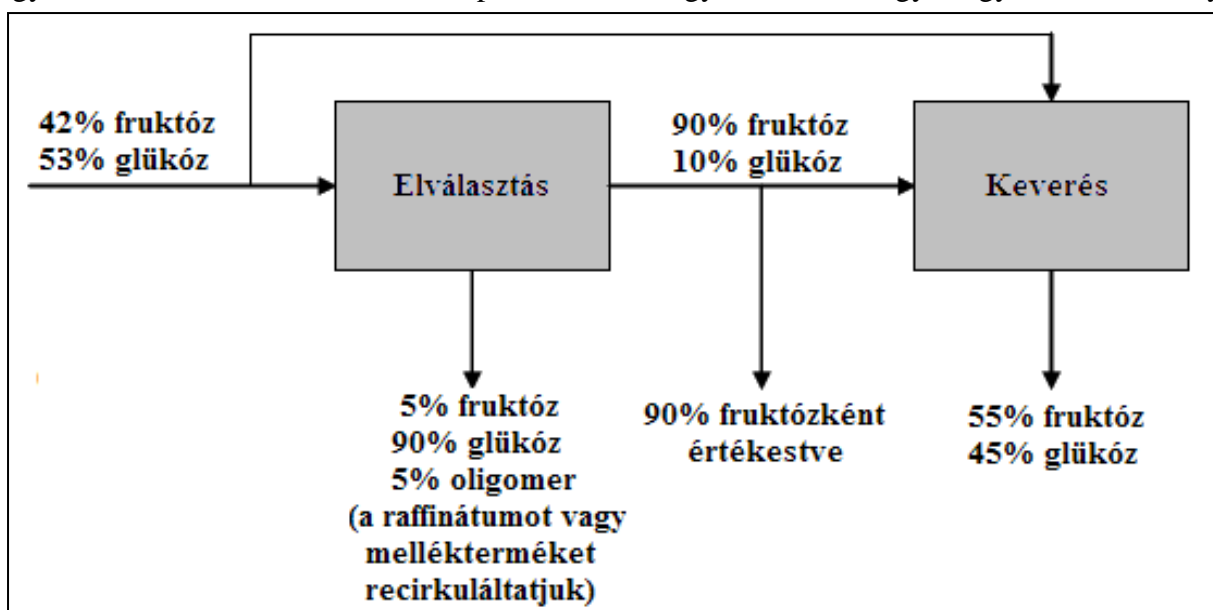 42% fruktóz
53% glükóz
Elválasztás
90% fruktóz
10% glükóz
Keverés
5% fruktóz
90% glükóz
5% oligomer
(a raffinátumot vagy
mellékterméket
recirkuláltatjuk)
90% fruktózként
értékestve
55% fruktóz
45% glükóz